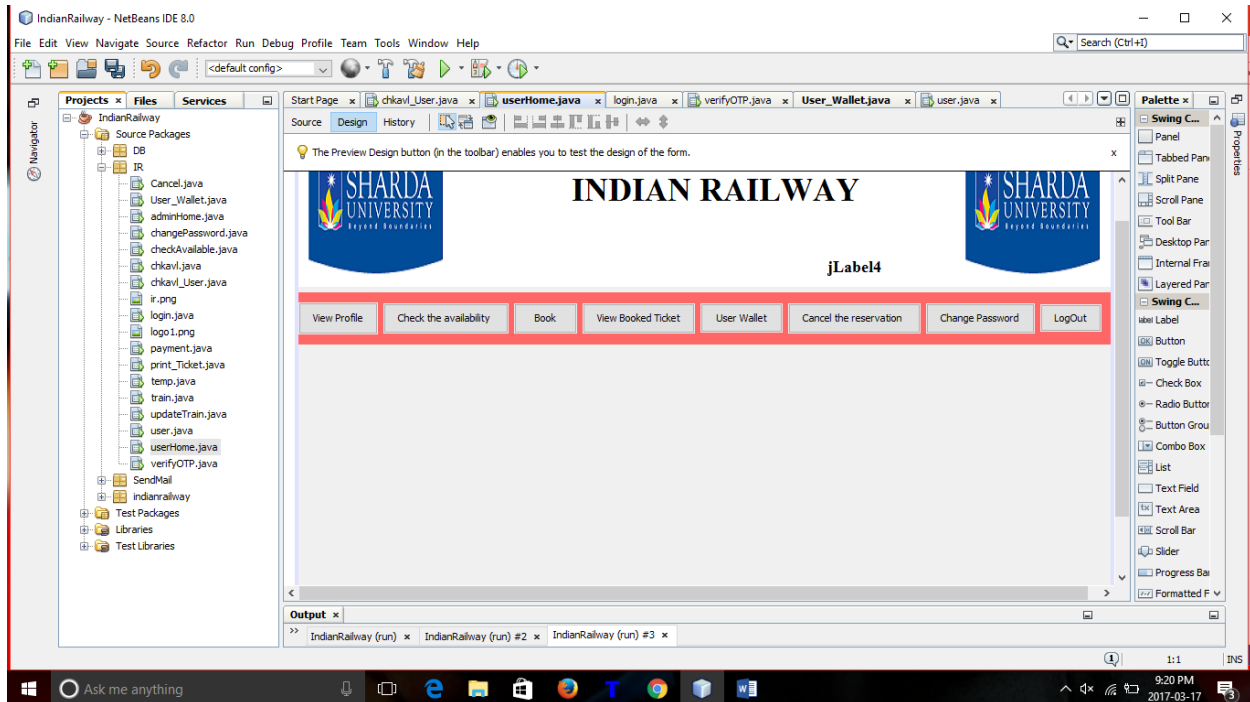 IndianRailway - NetBeans IDE 8.0
File Edit View Navigate Source Refactor Run Debug Profile Team Tools Window Help
Search (Ctrl+I)
<default config>
Projects Files Services
Navigator
IndianRailway
Source Packages
DB
IR
Cancel.java
User_Wallet.java
adminHome.java
changePassword.java
checkAvailable.java
chkavl.java
chkavl_User.java
ir.png
login.java
logo1.png
payment.java
print_Ticket.java
temp.java
train.java
updateTrain.java
user.java
userHome.java
verifyOTP.java
SendMail
indianrailway
Test Packages
Libraries
Test Libraries
Start Page chkavl_User.java userHome.java login.java verifyOTP.java User_Wallet.java user.java
Source Design History
The Preview Design button (in the toolbar) enables you to test the design of the form.
SHARDA
UNIVERSITY
Beyond Boundaries
INDIAN RAILWAY
SHARDA
UNIVERSITY
Beyond Boundaries
jLabel4
View Profile Check the availability Book View Booked Ticket User Wallet Cancel the reservation Change Password LogOut
Output
IndianRailway (run) IndianRailway (run) #2 IndianRailway (run) #3
Palette
Swing C...
Panel
Tabbed Pan
Split Pane
Scroll Pane
Tool Bar
Desktop Par
Internal Fra
Layered Par
Swing C...
label Label
OK Button
ON Toggle Butto
Check Box
Radio Button
Button Grou
Combo Box
List
Text Field
Text Area
Scroll Bar
Slider
Progress Ba
Formatted F
Properties
1
1:1
INS
Ask me anything
9:20 PM
2017-03-17
3